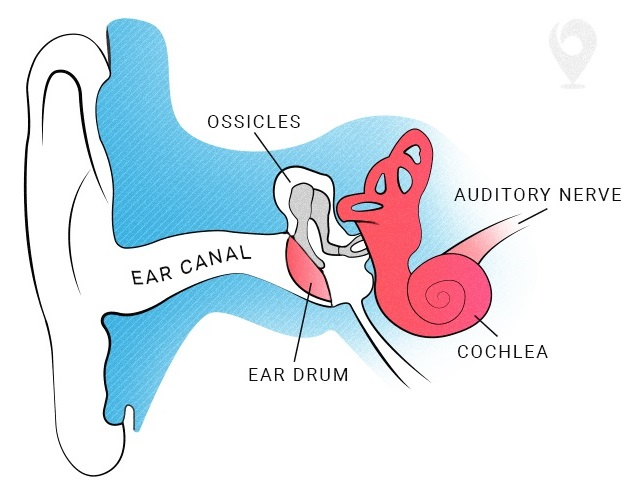 OSSICLES
AUDITORY NERVE
EAR CANAL
COCHLEA
EAR DRUM